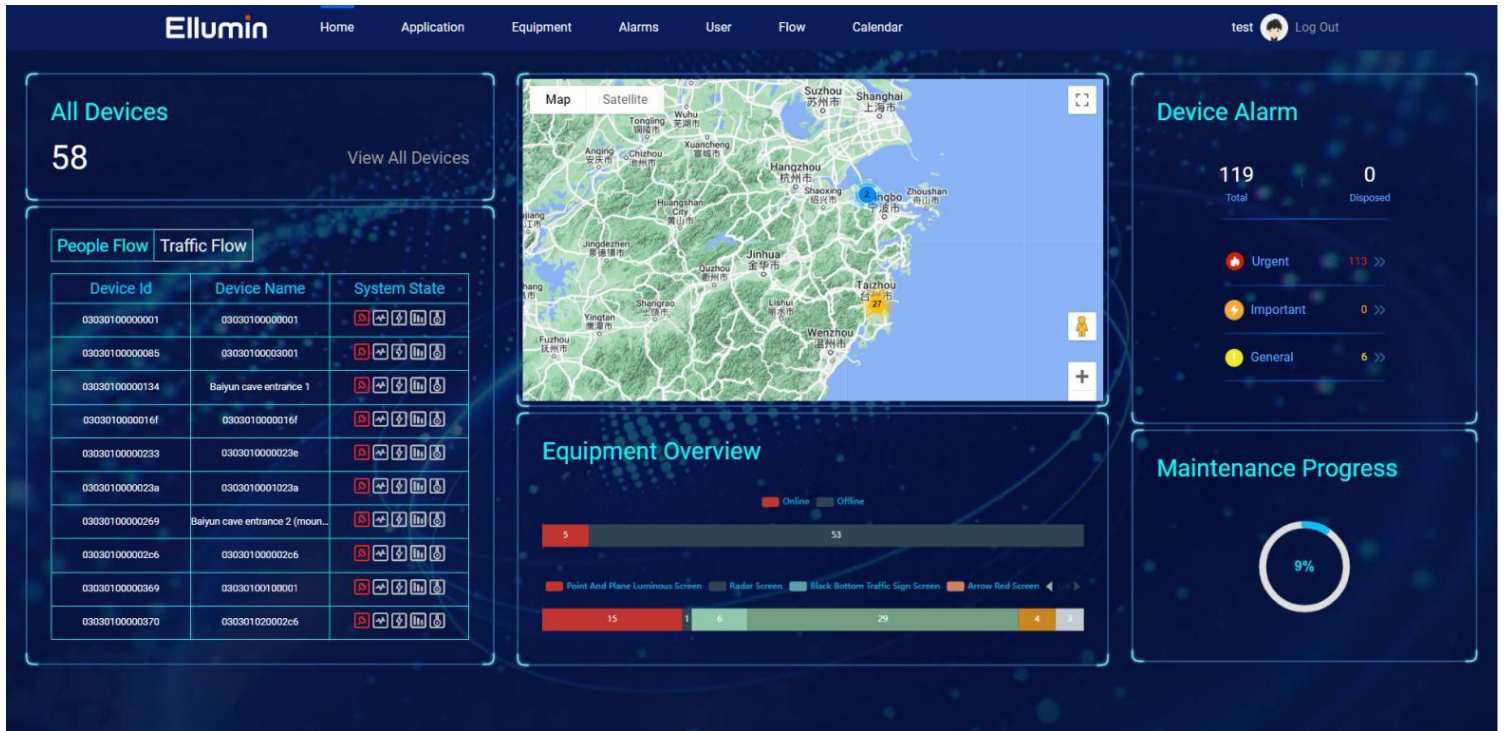 Ellumin
Home Application Equipment Alarms User Flow Calendar
test Log Out
All Devices
58
View All Devices
People Flow Traffic Flow
Device Id Device Name System State
03030100000001 03030100000001
03030100000085 03030100003001
03030100000134 Baiyun cave entrance 1
0303010000016f 0303010000016f
03030100000233 0303010000023e
0303010000023a 0303010001023a
03030100000269 Baiyun cave entrance 2 (moun...
030301000002c6 030301000002c6
03030100000369 03030100100001
03030100000370 030301020002c6
Map Satellite
Suzhou
苏州市
Shanghai
上海市
Tongling
铜陵市
Wuhu
芜湖市
Anqing
安庆市
Chizhou
池州市
Xuancheng
宣城市
Hangzhou
杭州市
Shaoxing
绍兴市
2
ingbo
宁波市
Zhoushan
舟山市
Huangshan
City
黄山市
jiang
江市
Jingdezhen
景德镇市
Quzhou
衢州市
Jinhua
金华市
Taizhou
27
hang
Shangrao
上饶市
Lishui
丽水市
Yingtan
鹰潭市
Wenzhou
温州市
Fuzhou
抚州市
Equipment Overview
Online Offline
5 53
Point And Plane Luminous Screen Radar Screen Black Bottom Traffic Sign Screen Arrow Red Screen
15 1 6 29 4 3
Device Alarm
119 0
Total Disposed
Urgent 113
Important 0
General 6
Maintenance Progress
9%